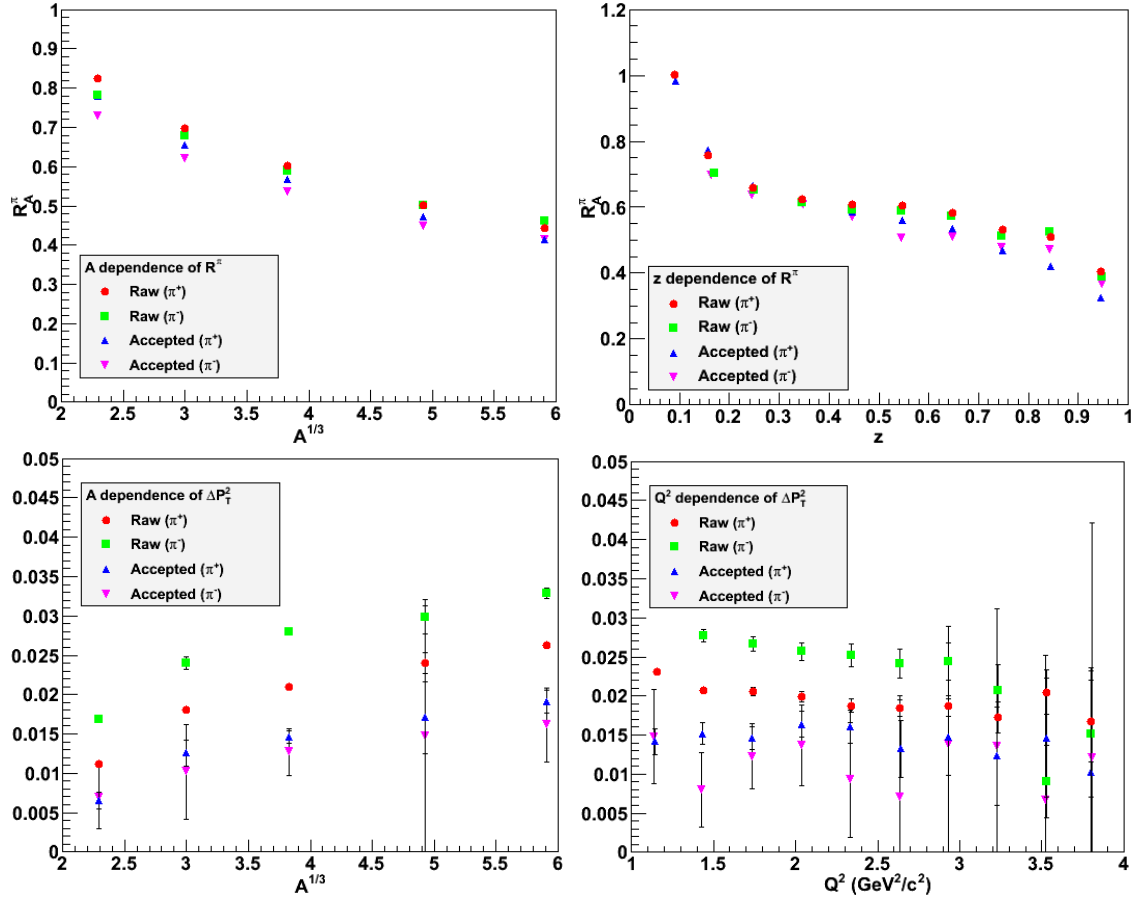 1
0.9
0.8
0.7
0.6
0.5
0.4
0.3
0.2
0.1
0
R_A^π
A dependence of R^π
Raw (π⁺)
Raw (π⁻)
Accepted (π⁺)
Accepted (π⁻)
2 2.5 3 3.5 4 4.5 5 5.5 6
A^1/3
1.2
1
0.8
0.6
0.4
0.2
0
R_A^π
z dependence of R^π
Raw (π⁺)
Raw (π⁻)
Accepted (π⁺)
Accepted (π⁻)
0 0.1 0.2 0.3 0.4 0.5 0.6 0.7 0.8 0.9 1
z
0.05
0.045
0.04
0.035
0.03
0.025
0.02
0.015
0.01
0.005
0
A dependence of ΔP_T^2
Raw (π⁺)
Raw (π⁻)
Accepted (π⁺)
Accepted (π⁻)
2 2.5 3 3.5 4 4.5 5 5.5 6
A^1/3
0.05
0.045
0.04
0.035
0.03
0.025
0.02
0.015
0.01
0.005
0
Q² dependence of ΔP_T^2
Raw (π⁺)
Raw (π⁻)
Accepted (π⁺)
Accepted (π⁻)
1 1.5 2 2.5 3 3.5 4
Q² (GeV²/c²)